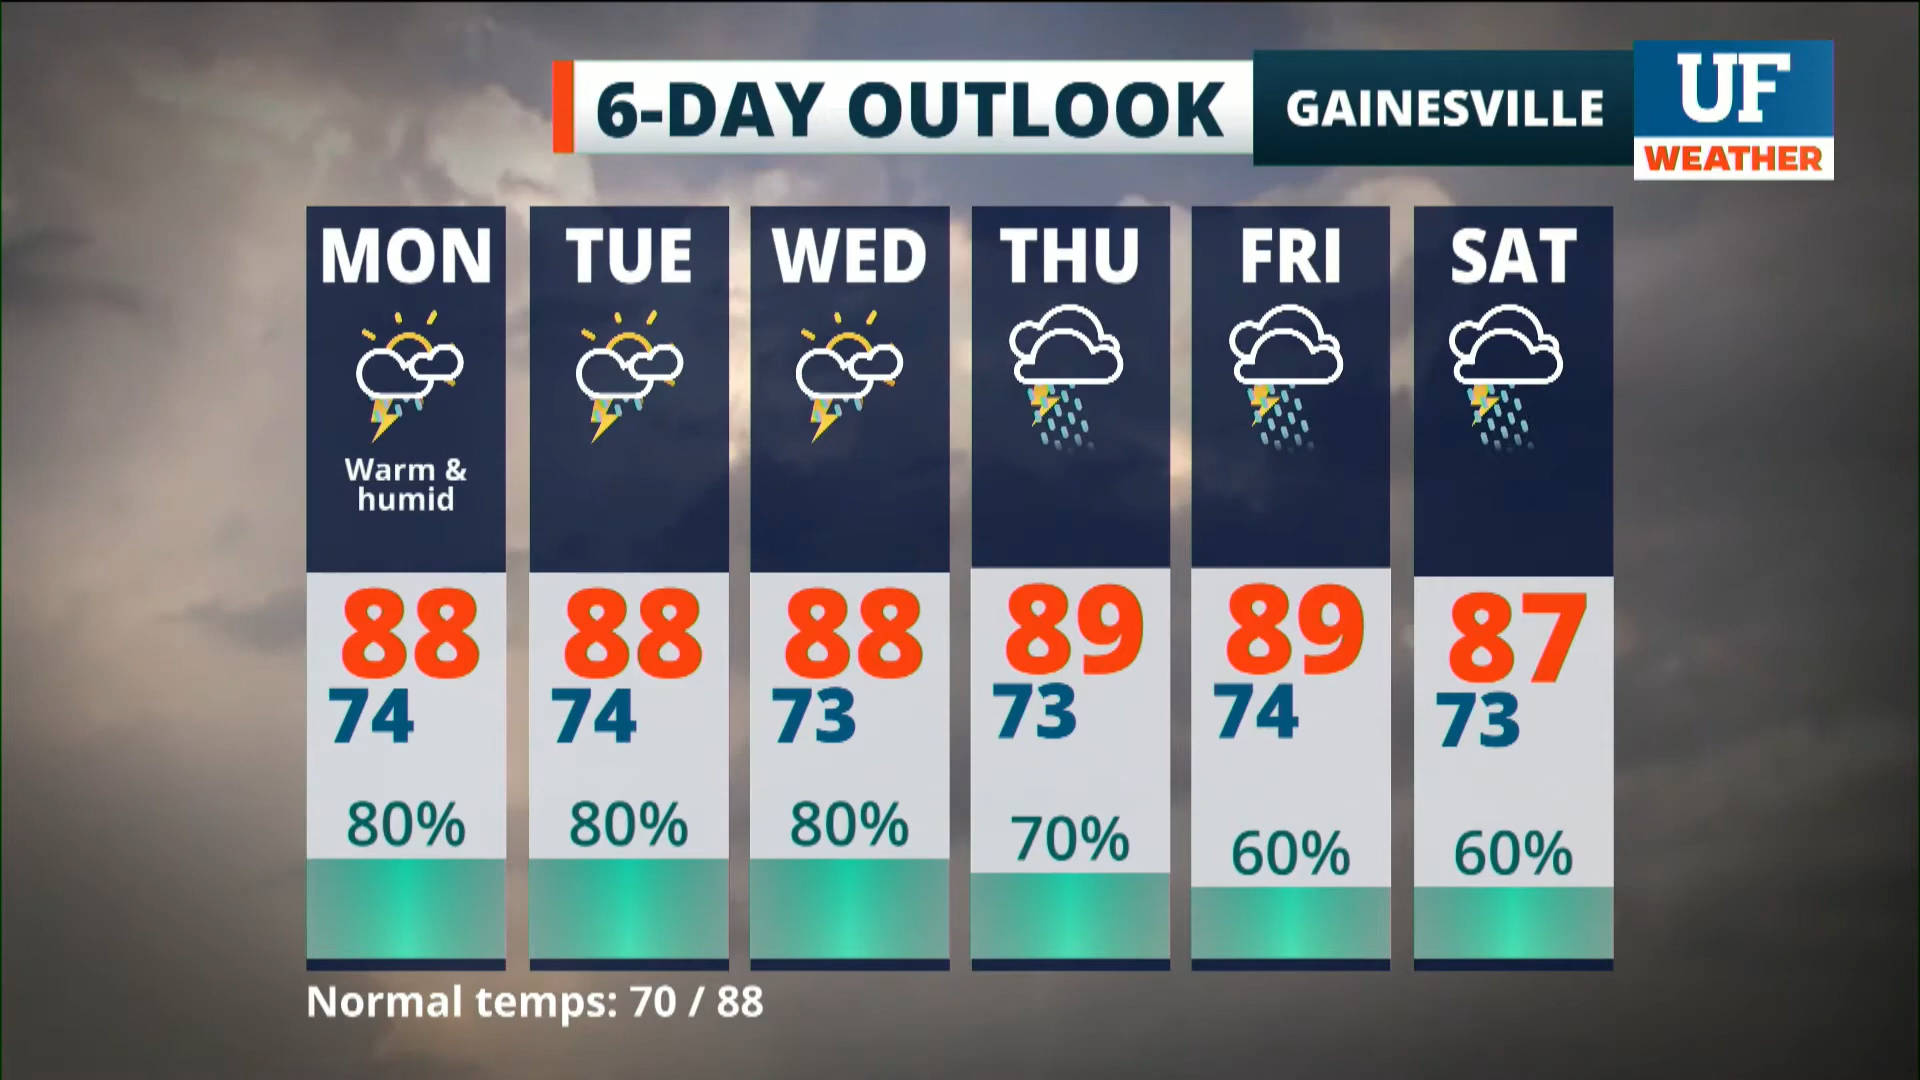 6-DAY OUTLOOK
GAINESVILLE
UF
WEATHER
MON
TUE
WED
THU
FRI
SAT
Warm &
humid
88
88
88
89
89
87
74
74
73
73
74
73
80%
80%
80%
70%
60%
60%
Normal temps: 70 / 88